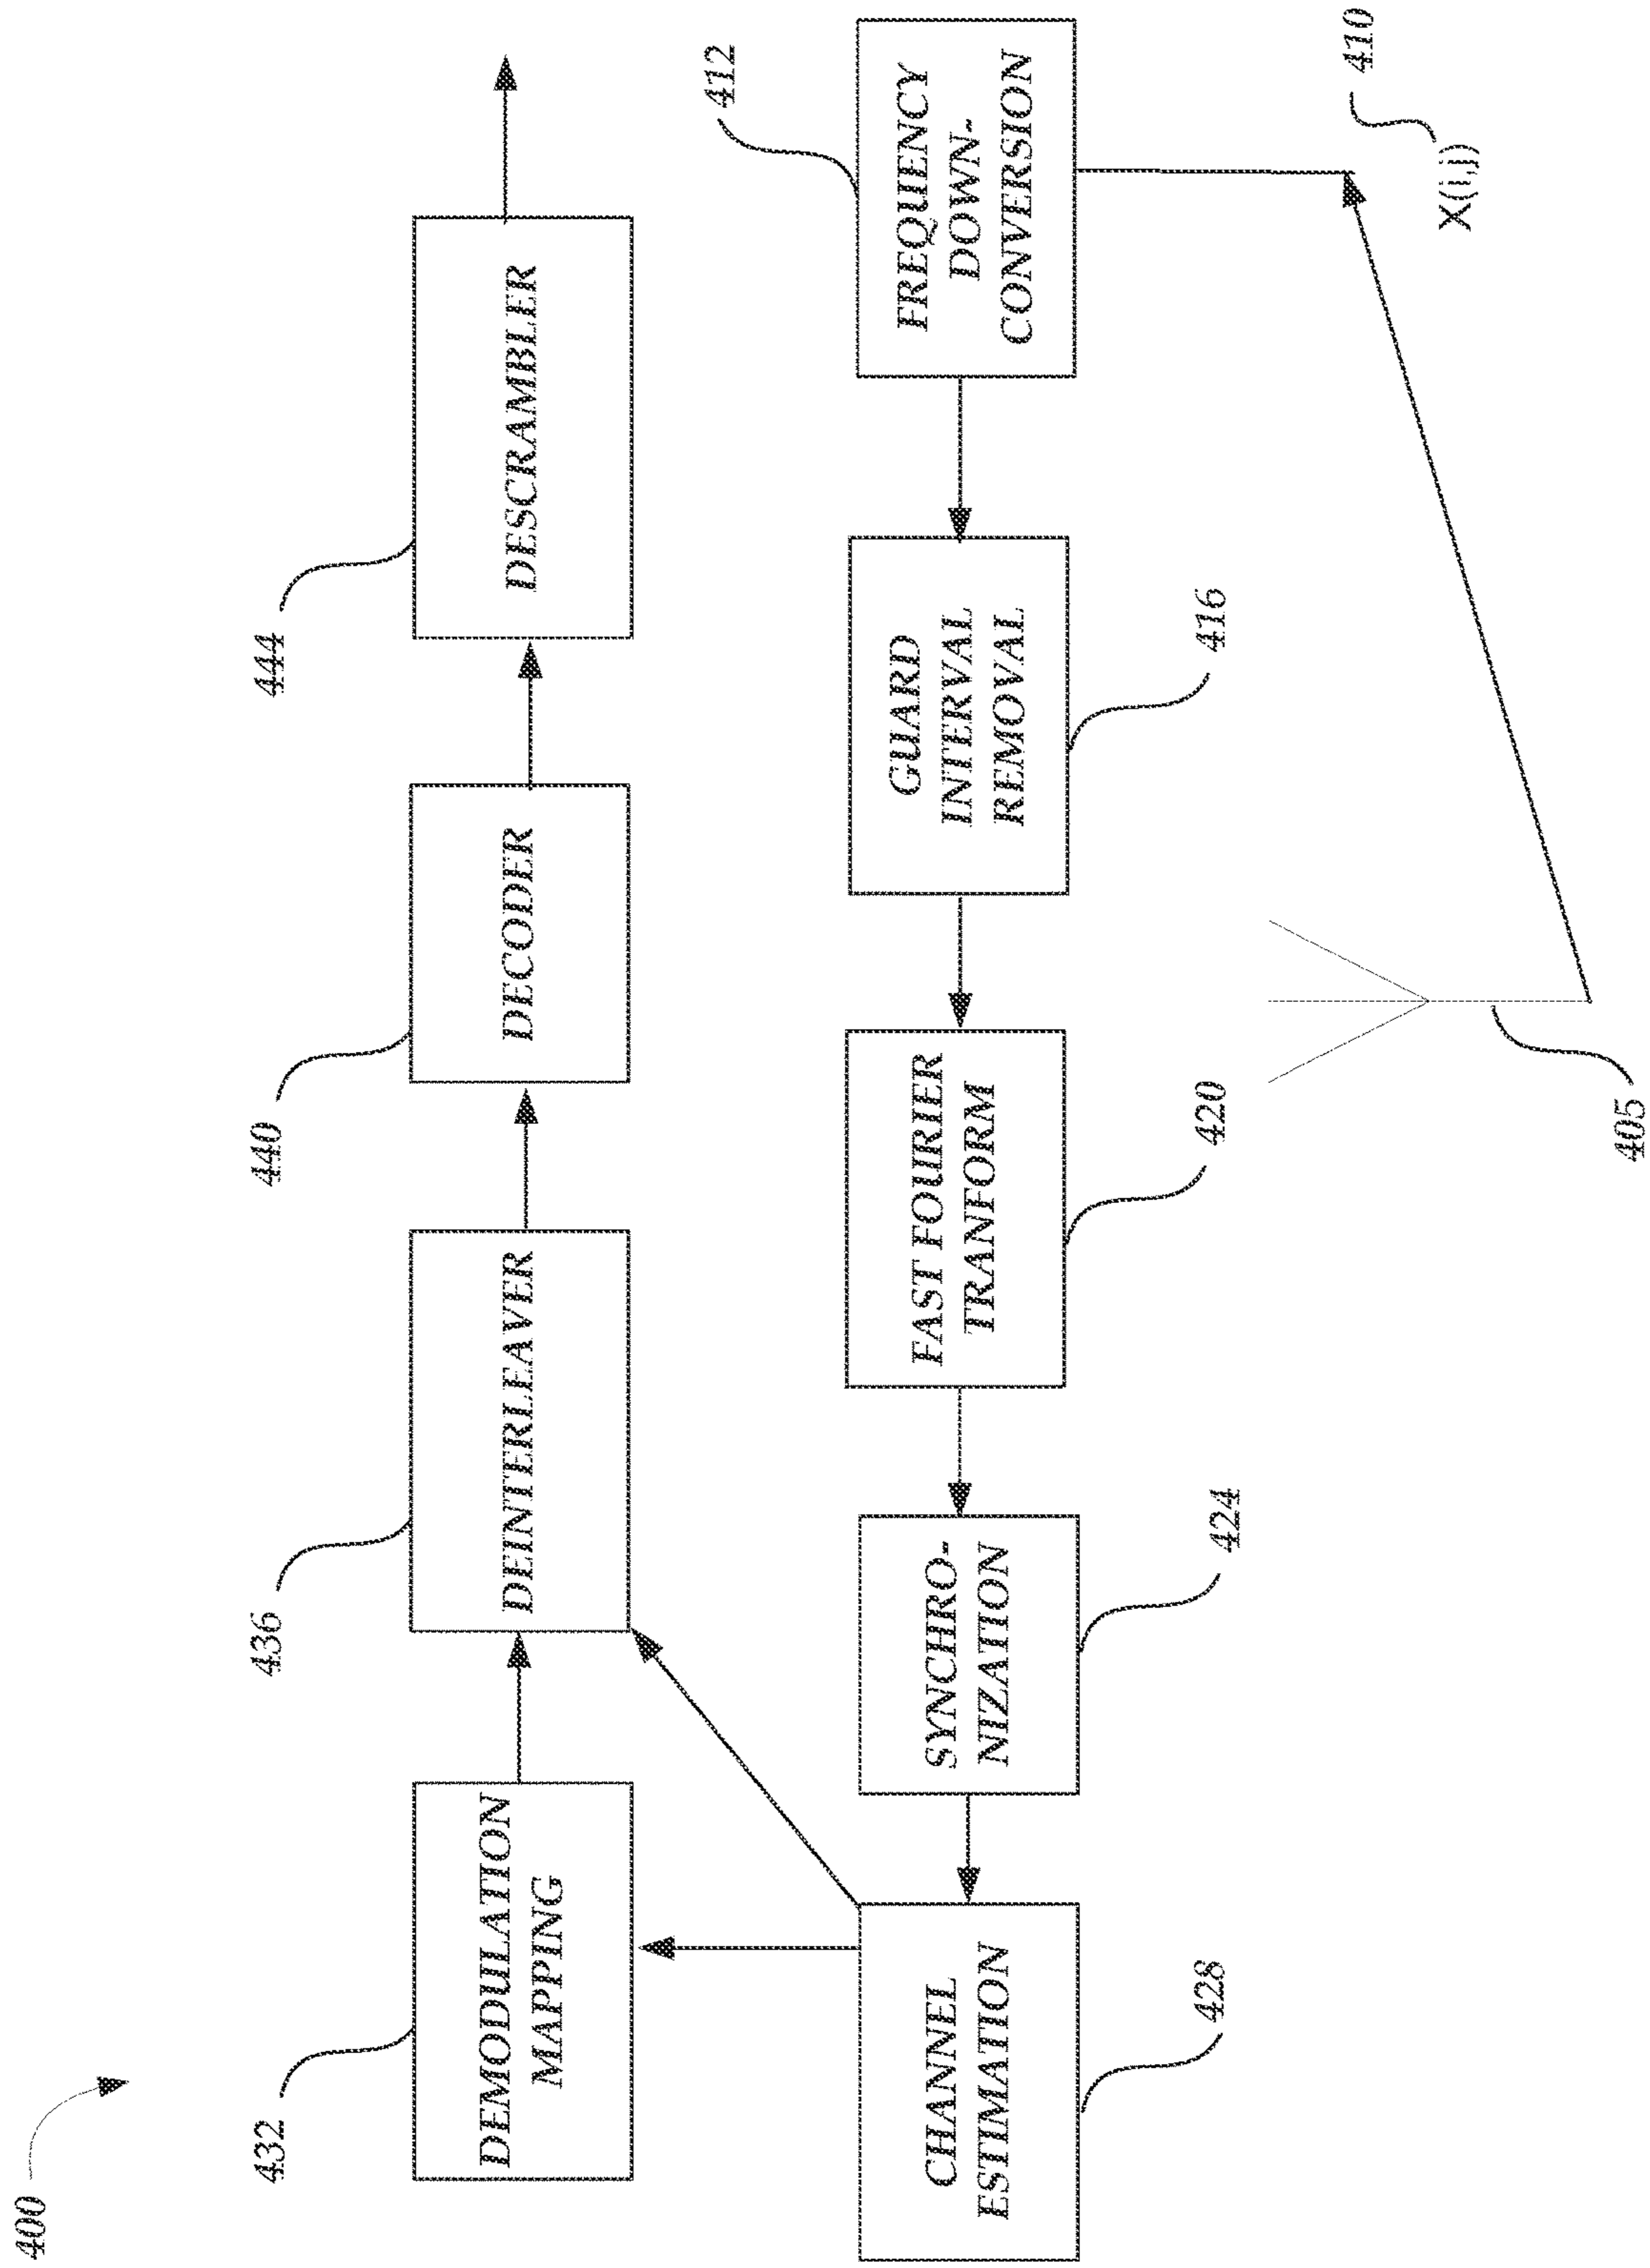 400
432
436
440
444
DEMODULATION
MAPPING
DEINTERLEAVER
DECODER
DESCRAMBLER
412
CHANNEL
ESTIMATION
SYNCHRO-
NIZATION
FAST FOURIER
TRANFORM
GUARD
INTERVAL
REMOVAL
FREQUENCY
DOWN-
CONVERSION
428
424
420
416
410
X(i,j)
405